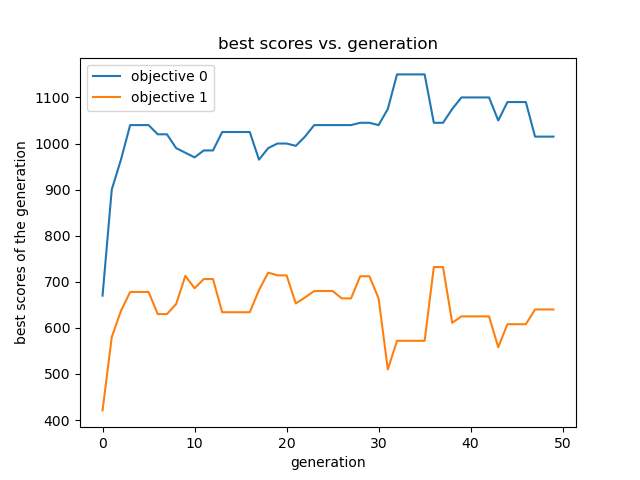 best scores vs. generation
objective 0
objective 1
best scores of the generation
1100
1000
900
800
700
600
500
400
0 10 20 30 40 50
generation